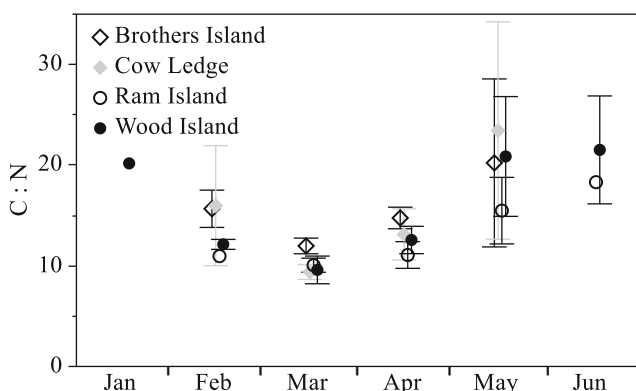 Brothers Island
Cow Ledge
Ram Island
Wood Island
C : N
30
20
10
0
Jan Feb Mar Apr May Jun